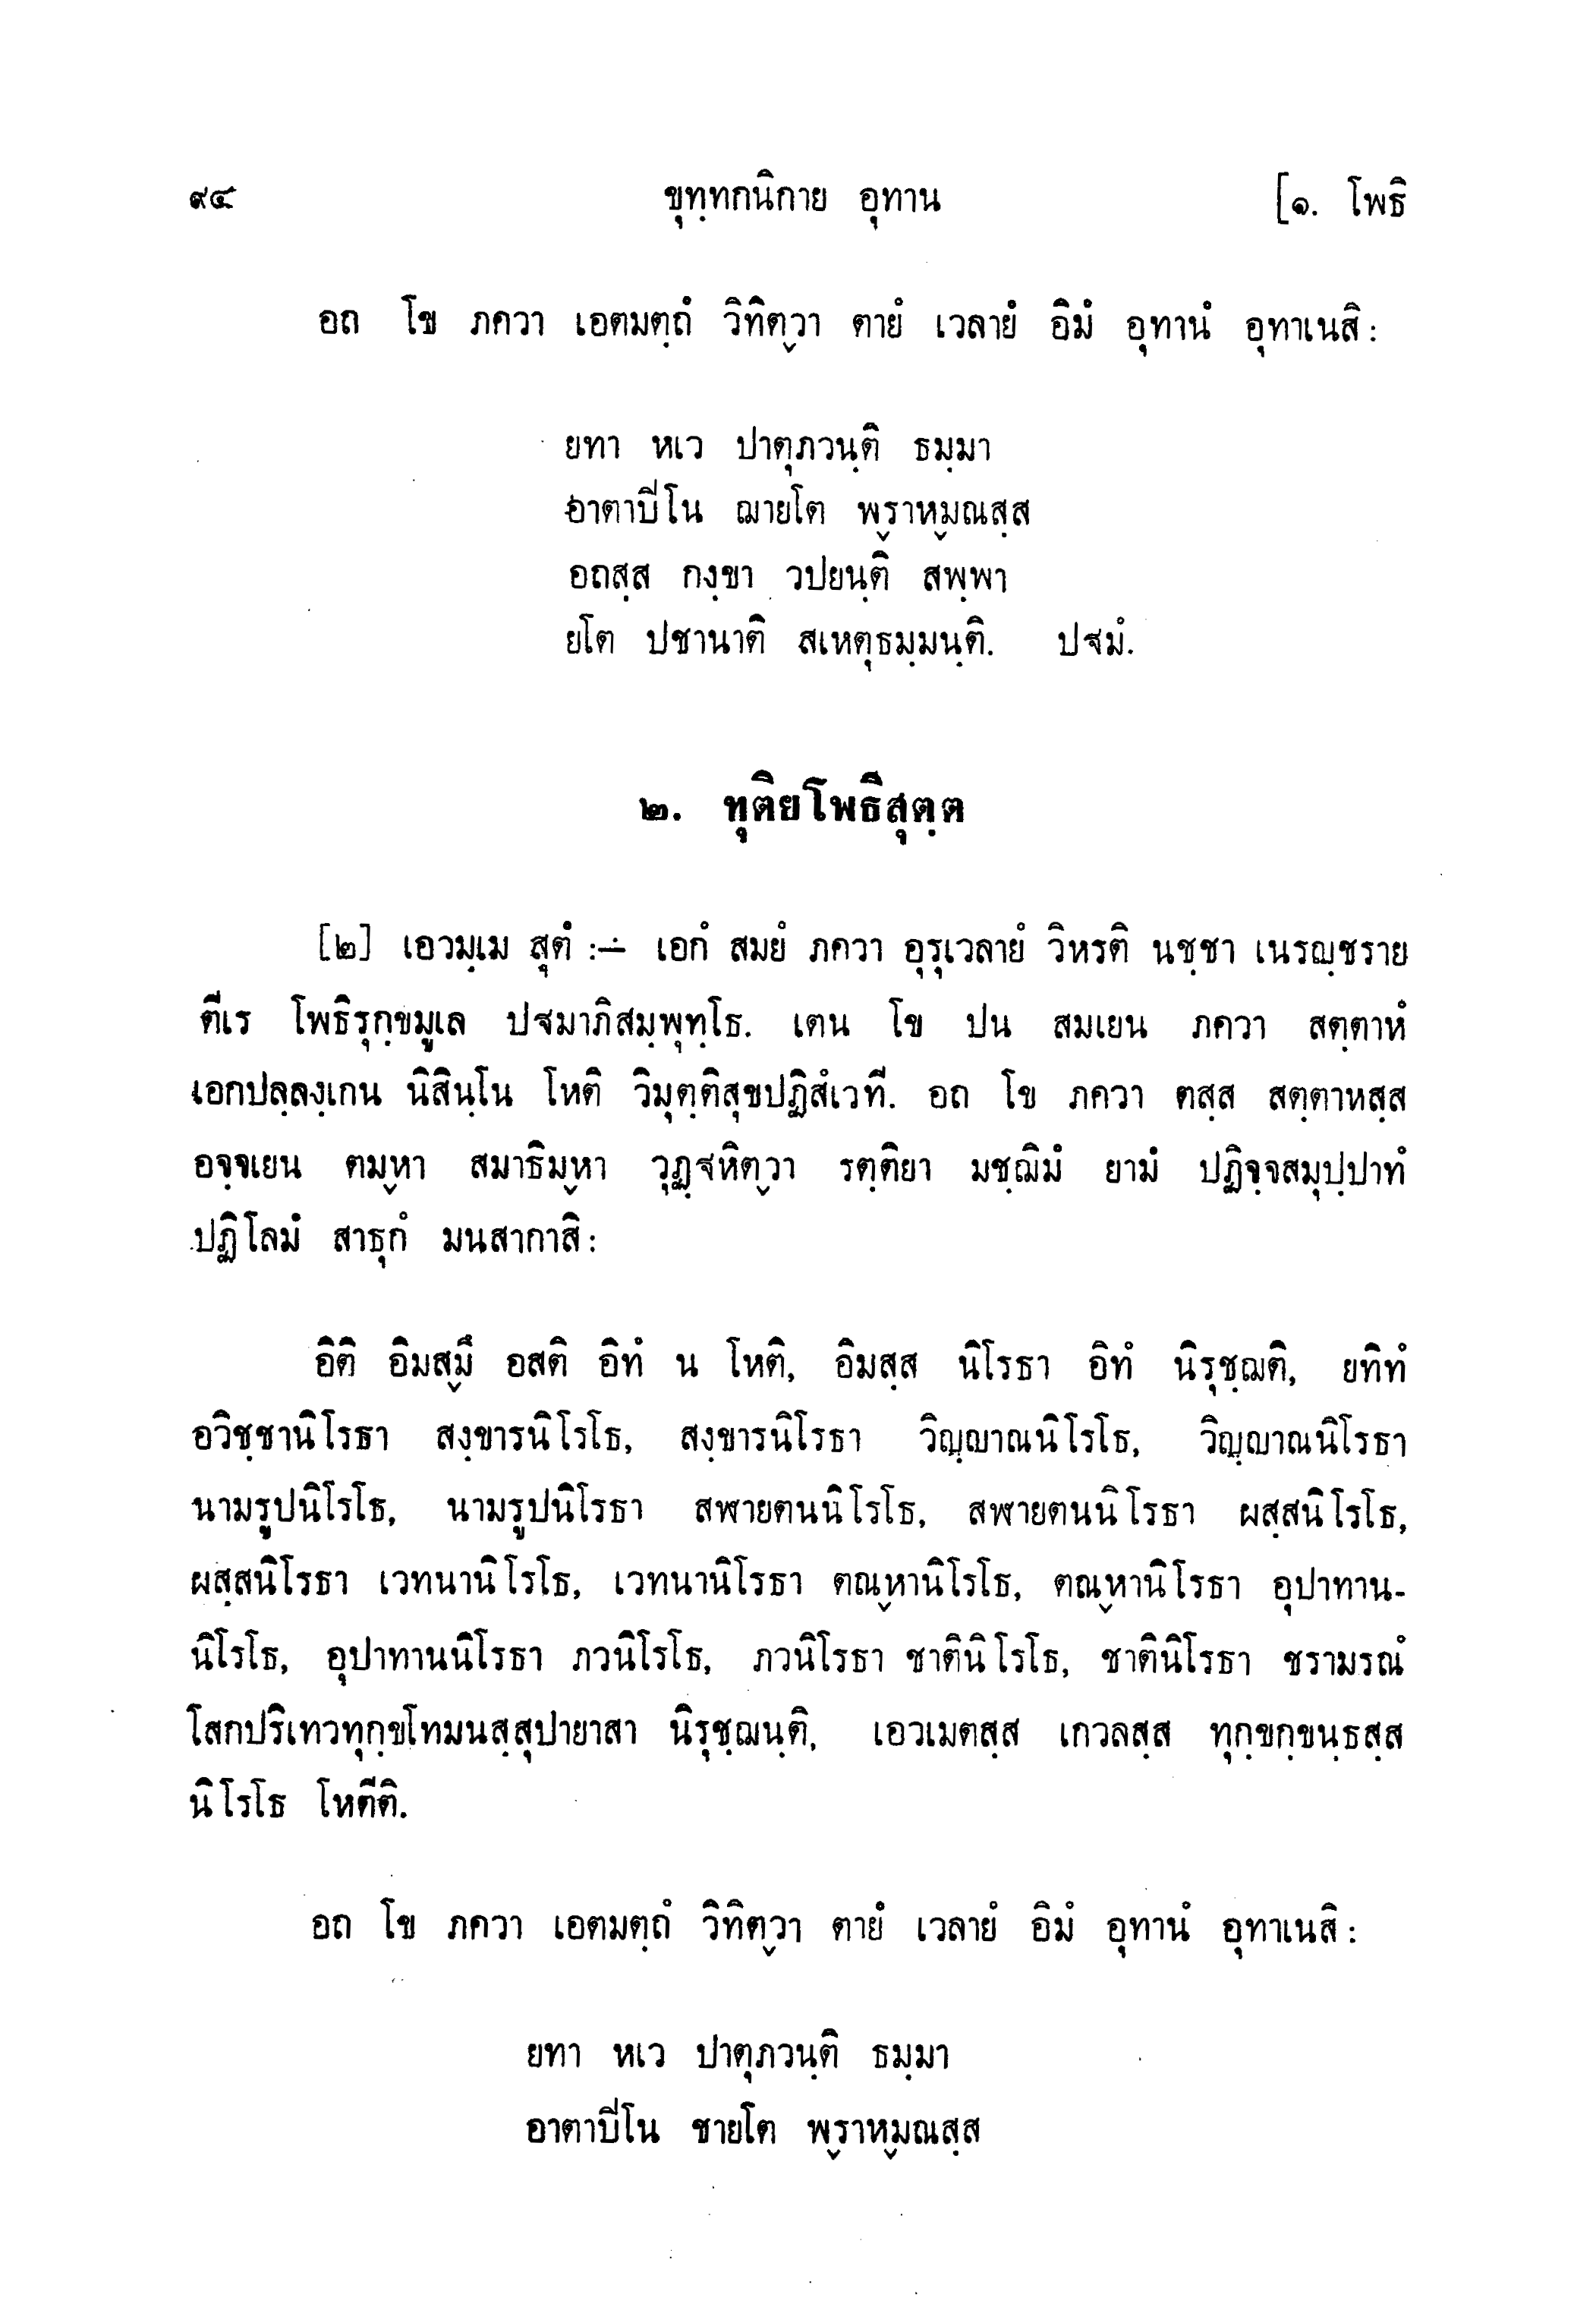 ๙๔ ขุทฺทกนิกาย อุทาน [๑. โพธิ
อถ โข ภควา เอตมตฺถํ วิทิตฺวา ตายํ เวลายํ อิมํ อุทานํ อุทาเนสิ:
ยทา หเว ปาตุภวนฺติ ธมฺมา
อาตาปิโน ฌายโต พฺราหฺมณสฺส
อถสฺส กงฺขา วปยนฺติ สพฺพา
ยโต ปชานาติ สเหตุธมฺมนฺติ. ปฐมํ.
๒. ทุติยโพธิสุตฺต
[๒] เอวมฺเม สุตํ :— เอกํ สมยํ ภควา อุรุเวลายํ วิหรติ นชฺชา เนรญฺชราย
ตีเร โพธิรุกฺขมูเล ปฐมาภิสมฺพุทฺโธ. เตน โข ปน สมเยน ภควา สตฺตาหํ
เอกปลฺลงฺเกน นิสินฺโน โหติ วิมุตฺติสุขปฏิสํเวที. อถ โข ภควา ตสฺส สตฺตาหสฺส
อจฺจเยน ตมฺหา สมาธิมฺหา วุฏฺฐหิตฺวา รตฺติยา มชฺฌิมํ ยามํ ปฏิจฺจสมุปฺปาทํ
ปฏิโลมํ สาธุกํ มนสากาสิ:
อิติ อิมสฺมึ อสติ อิทํ น โหติ, อิมสฺส นิโรธา อิทํ นิรุชฺฌติ, ยทิทํ
อวิชฺชานิโรธา สงฺขารนิโรโธ, สงฺขารนิโรธา วิญฺญาณนิโรโธ, วิญฺญาณนิโรธา
นามรูปนิโรโธ, นามรูปนิโรธา สฬายตนนิโรโธ, สฬายตนนิโรธา ผสฺสนิโรโธ,
ผสฺสนิโรธา เวทนานิโรโธ, เวทนานิโรธา ตณฺหานิโรโธ, ตณฺหานิโรธา อุปาทาน-
นิโรโธ, อุปาทานนิโรธา ภวนิโรโธ, ภวนิโรธา ชาตินิโรโธ, ชาตินิโรธา ชรามรณํ
โสกปริเทวทุกฺขโทมนสฺสุปายาสา นิรุชฺฌนฺติ, เอวเมตสฺส เกวลสฺส ทุกฺขกฺขนฺธสฺส
นิโรโธ โหตีติ.
อถ โข ภควา เอตมตฺถํ วิทิตฺวา ตายํ เวลายํ อิมํ อุทานํ อุทาเนสิ:
ยทา หเว ปาตุภวนฺติ ธมฺมา
อาตาปิโน ชายโต พฺราหฺมณสฺส